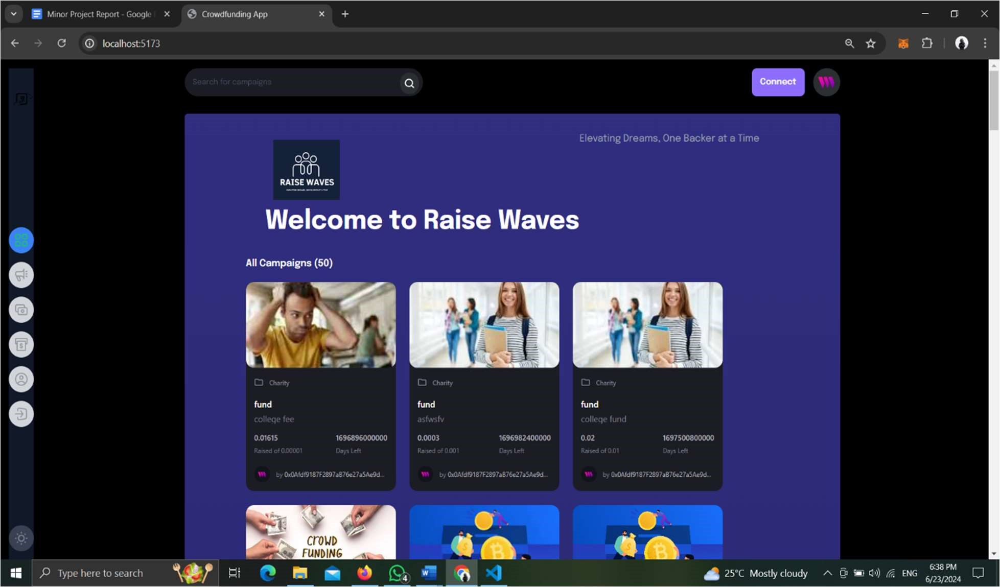 Minor Project Report - Google
Crowdfunding App
localhost:5173
Search for campaigns
Connect
Elevating Dreams, One Backer at a Time
RAISE WAVES
Welcome to Raise Waves
All Campaigns (50)
Charity
fund
college fee
0.01615 1696896000000
Raised of 0.00001 Days Left
by 0x0Afdf9187F2897aB76e27a5Ae9d...
Charity
fund
asfwsfv
0.0003 1696982400000
Raised of 0.001 Days Left
by 0x0Afdf9187F2897aB76e27a5Ae9d...
Charity
fund
college fund
0.02 1697500800000
Raised of 0.01 Days Left
by 0x0Afdf9187F2897aB76e27a5Ae9d...
CROWD
FUNDING
Type here to search
4
25°C Mostly cloudy
ENG
6:38 PM
6/23/2024